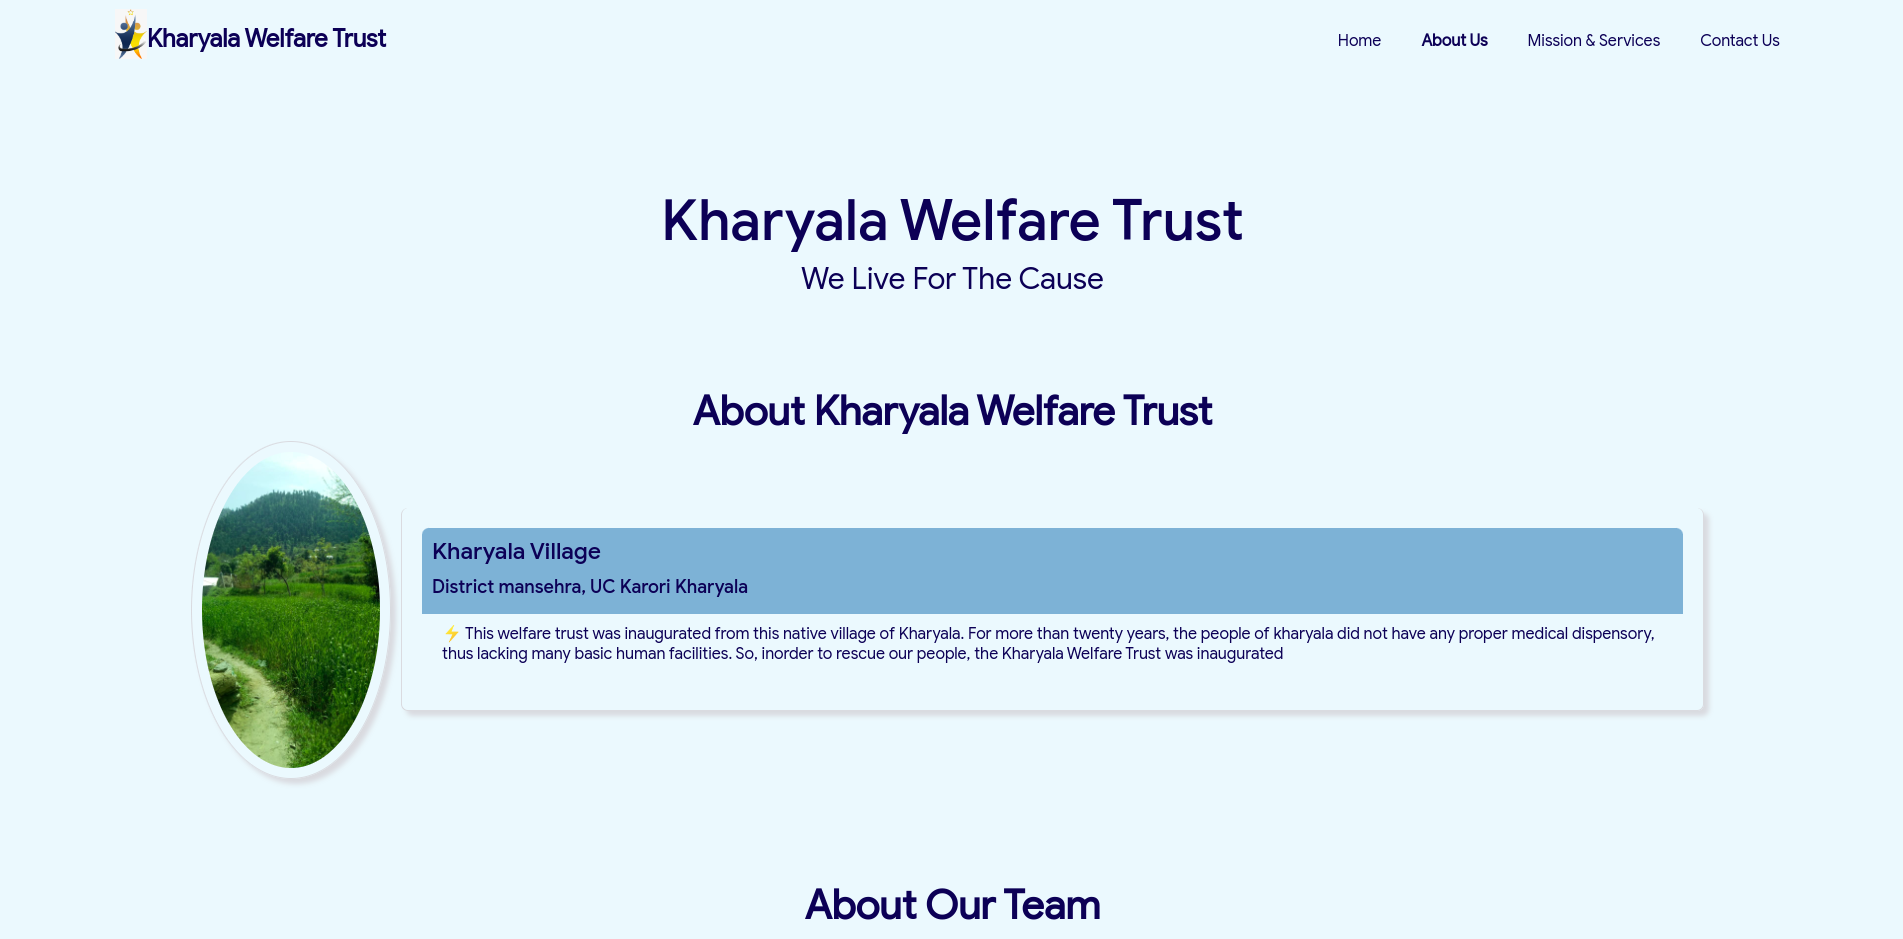 Kharyala Welfare Trust
Home
About Us
Mission & Services
Contact Us
Kharyala Welfare Trust
We Live For The Cause
About Kharyala Welfare Trust
Kharyala Village
District mansehra, UC Karori Kharyala
⚡ This welfare trust was inaugurated from this native village of Kharyala. For more than twenty years, the people of kharyala did not have any proper medical dispensory,
thus lacking many basic human facilities. So, inorder to rescue our people, the Kharyala Welfare Trust was inaugurated
About Our Team